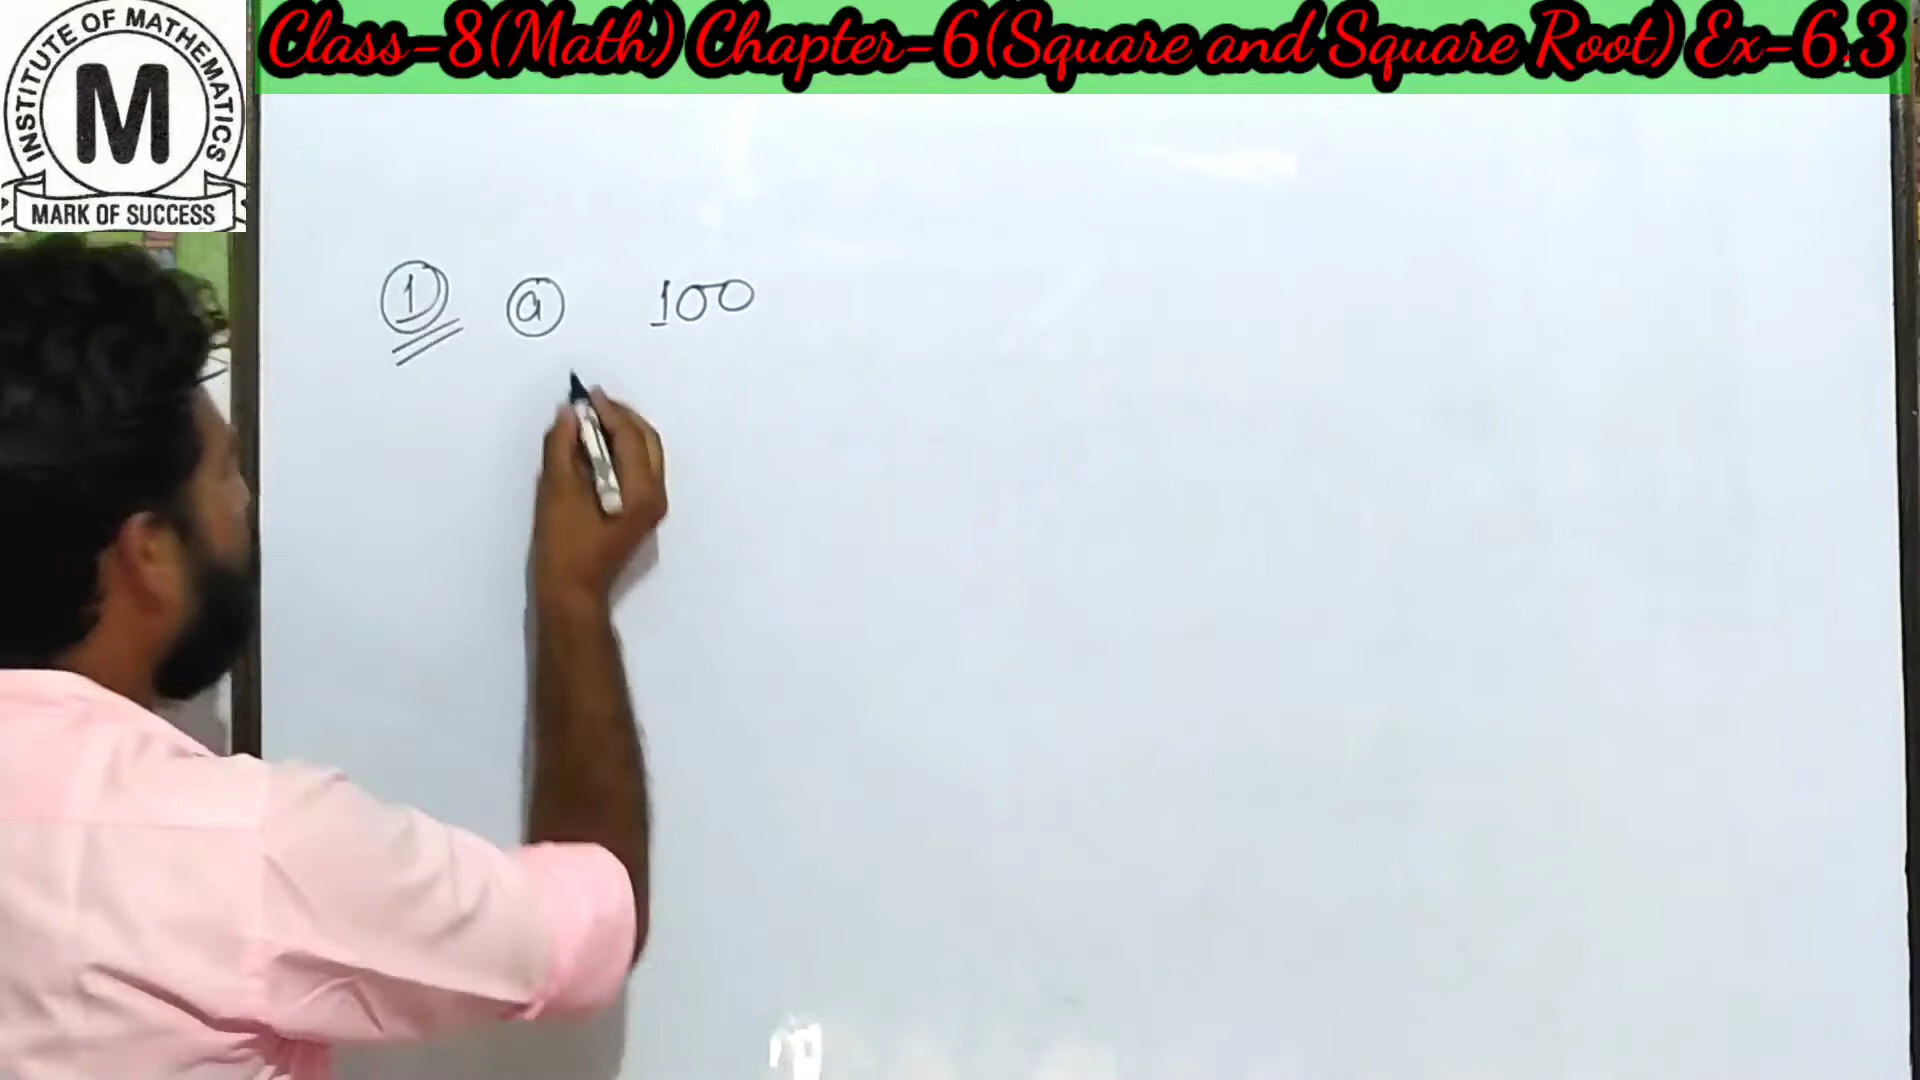 INSTITUTE OF MATHEMATICS
M
MARK OF SUCCESS
Class-8(Math) Chapter-6(Square and Square Root) Ex-6.3
1 a 100